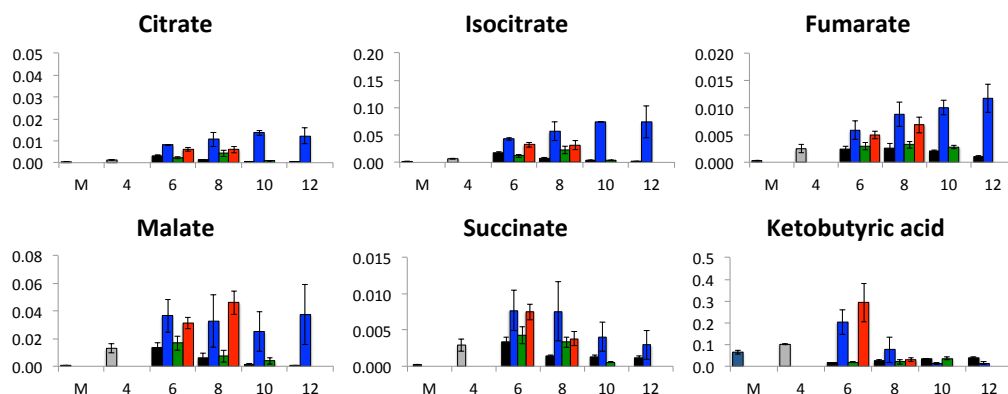 Citrate
0.05
0.04
0.03
0.02
0.01
0.00
M 4 6 8 10 12
Isocitrate
0.20
0.15
0.10
0.05
0.00
M 4 6 8 10 12
Fumarate
0.020
0.015
0.010
0.005
0.000
M 4 6 8 10 12
Malate
0.08
0.06
0.04
0.02
0.00
M 4 6 8 10 12
Succinate
0.015
0.010
0.005
0.000
M 4 6 8 10 12
Ketobutyric acid
0.5
0.4
0.3
0.2
0.1
0.0
M 4 6 8 10 12